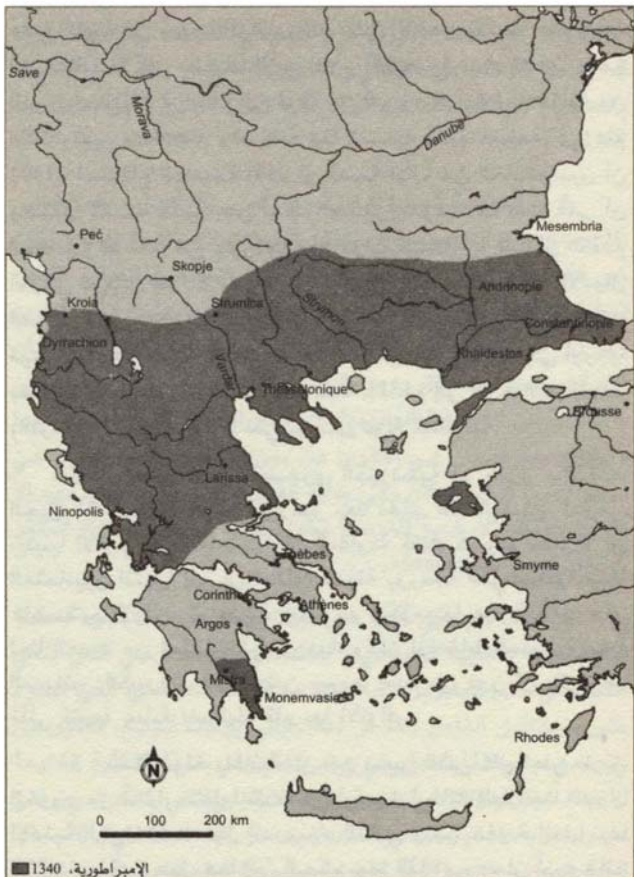 Save
Morava
Danube
Peć
Mesembria
Skopje
Kroia
Strumica
Strymon
Andrinople
Constantinople
Dyrrachion
Rhaidestos
Vardar
Thessalonique
Brousse
Larissa
Ninopolis
Thèbes
Smyrne
Corinthe
Athènes
Argos
Mistra
Monemvasie
Rhodes
N
0 100 200 km
الإمبراطورية، 1340